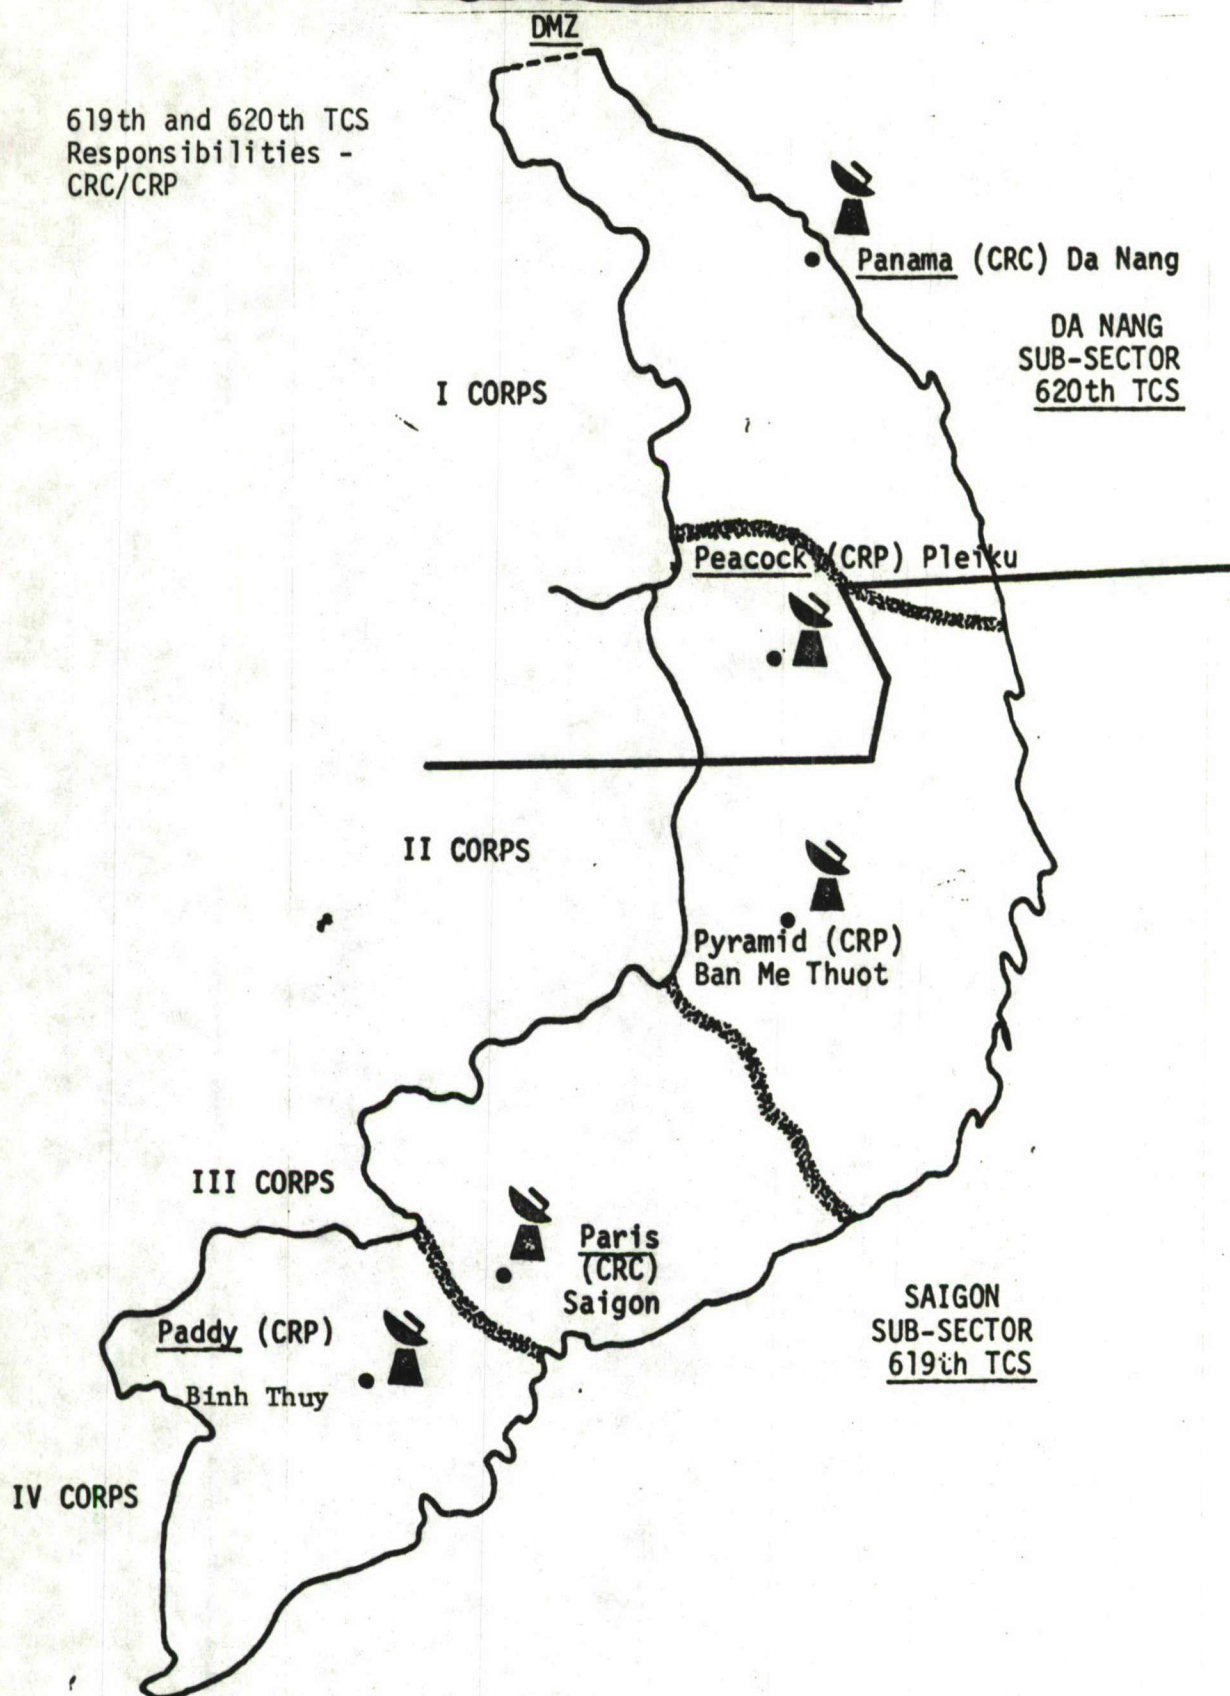 DMZ
619th and 620th TCS
Responsibilities -
CRC/CRP
Panama (CRC) Da Nang
DA NANG
SUB-SECTOR
620th TCS
I CORPS
Peacock (CRP) Pleiku
II CORPS
Pyramid (CRP)
Ban Me Thuot
III CORPS
Paris
(CRC)
Saigon
SAIGON
SUB-SECTOR
619th TCS
Paddy (CRP)
Binh Thuy
IV CORPS